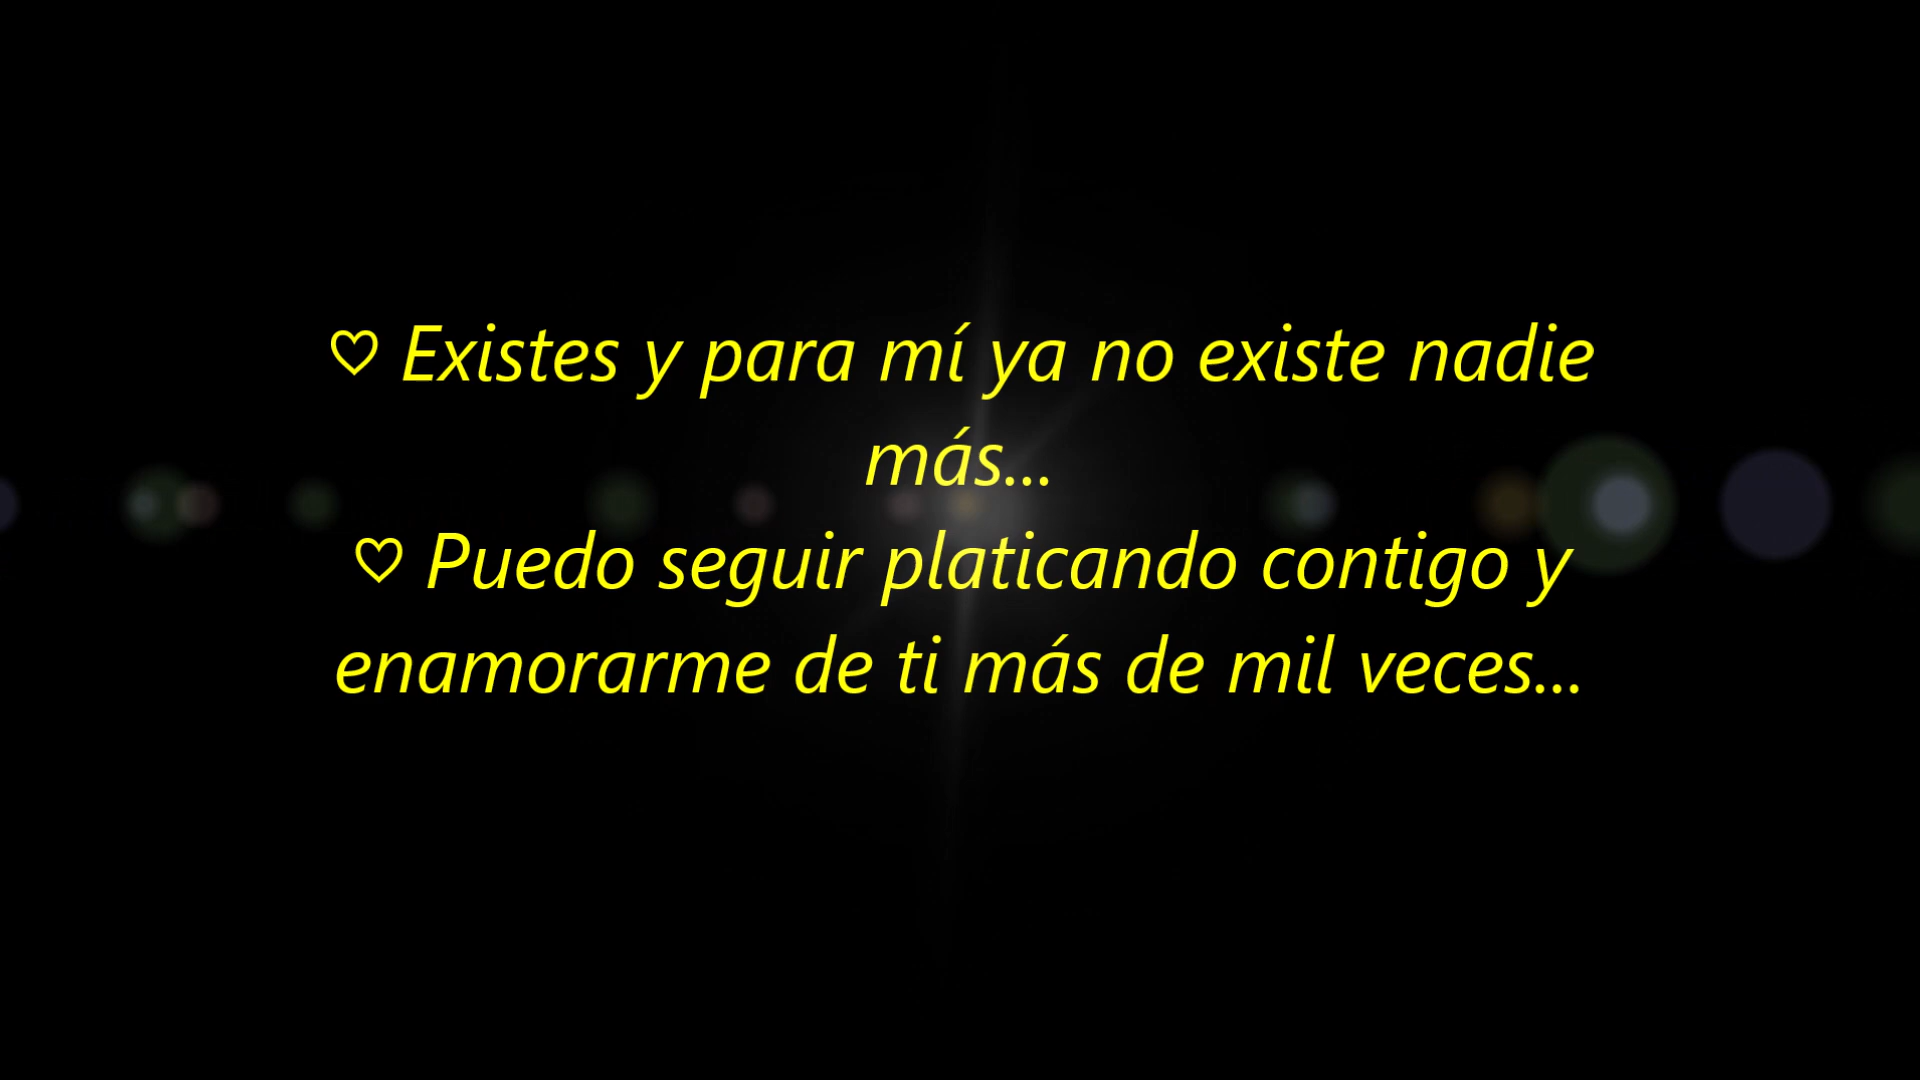 ♡ Existes y para mí ya no existe nadie
más...
♡ Puedo seguir platicando contigo y
enamorarme de ti más de mil veces...